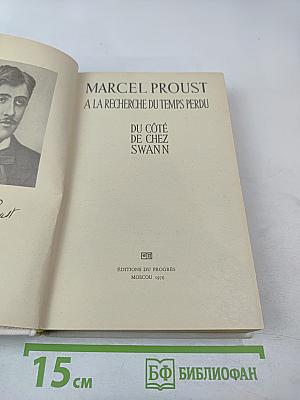 MARCEL PROUST
A LA RECHERCHE DU TEMPS PERDU
DU CÔTÉ
DE CHEZ
SWANN
ÉDITIONS DU PROGRÈS
MOSCOU 1976
15 СМ
БФ БИБЛИОФАН